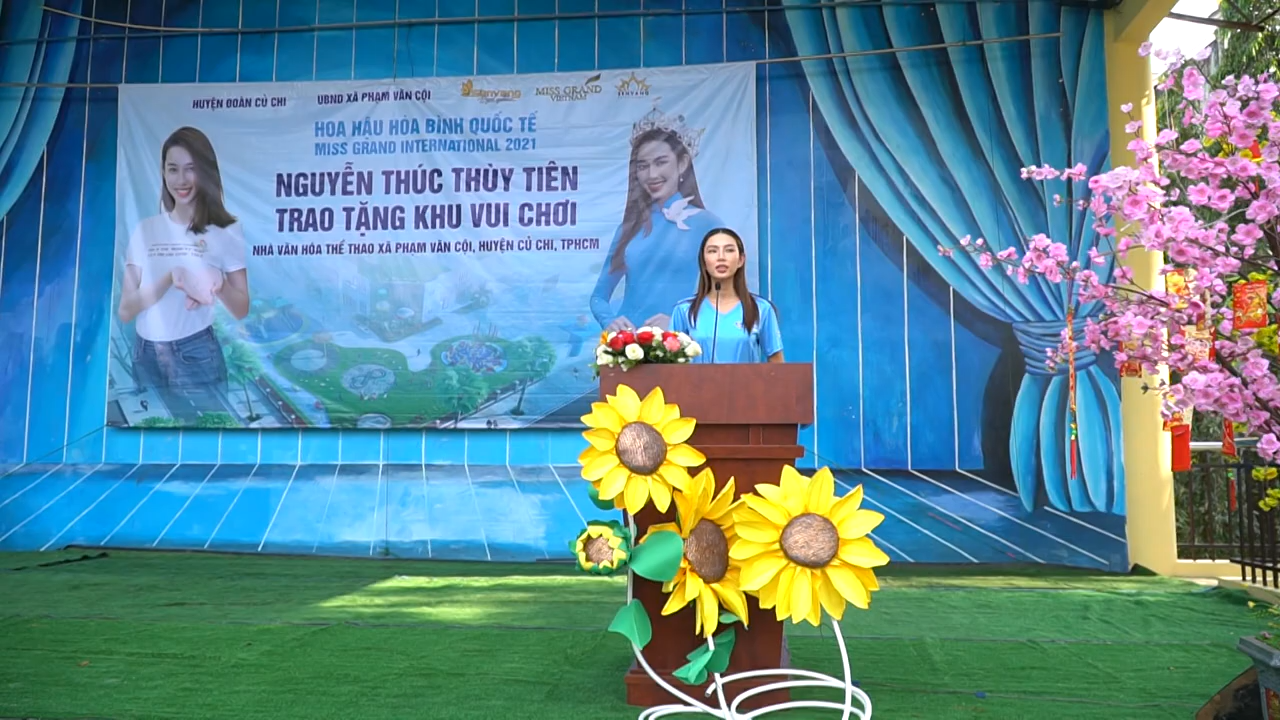 HUYỆN ĐOÀN CỦ CHI
UBND XÃ PHẠM VĂN CỘI
MISS GRAND
VIETNAM
HOA HẬU HÒA BÌNH QUỐC TẾ
MISS GRAND INTERNATIONAL 2021
NGUYỄN THÚC THÙY TIÊN
TRAO TẶNG KHU VUI CHƠI
NHÀ VĂN HÓA THỂ THAO XÃ PHẠM VĂN CỘI, HUYỆN CỦ CHI, TPHCM